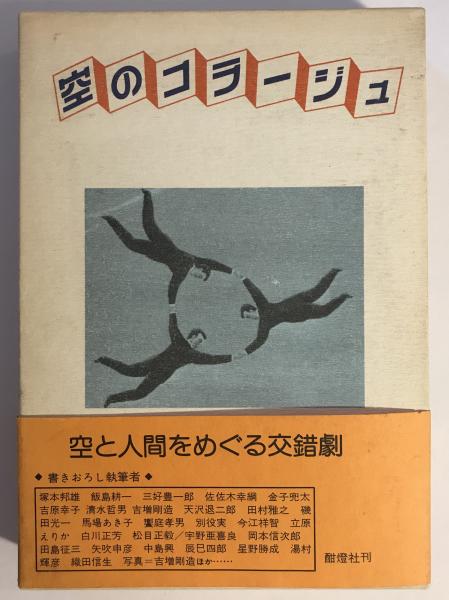 空のコラージュ
空と人間をめぐる交錯劇
◆書きおろし執筆者◆
塚本邦雄 飯島耕一 三好豊一郎 佐佐木幸綱 金子兜太
吉原幸子 清水哲男 吉増剛造 天沢退二郎 田村雅之 磯
田光一 馬場あき子 饗庭孝男 別役実 今江祥智 立原
えりか 白川正芳 松目正毅/宇野亜喜良 岡本信次郎
田島征三 矢吹申彦 中島興 辰巳四郎 星野勝成 湯村
輝彦 織田信生 写真=吉増剛造ほか……
酣燈社刊